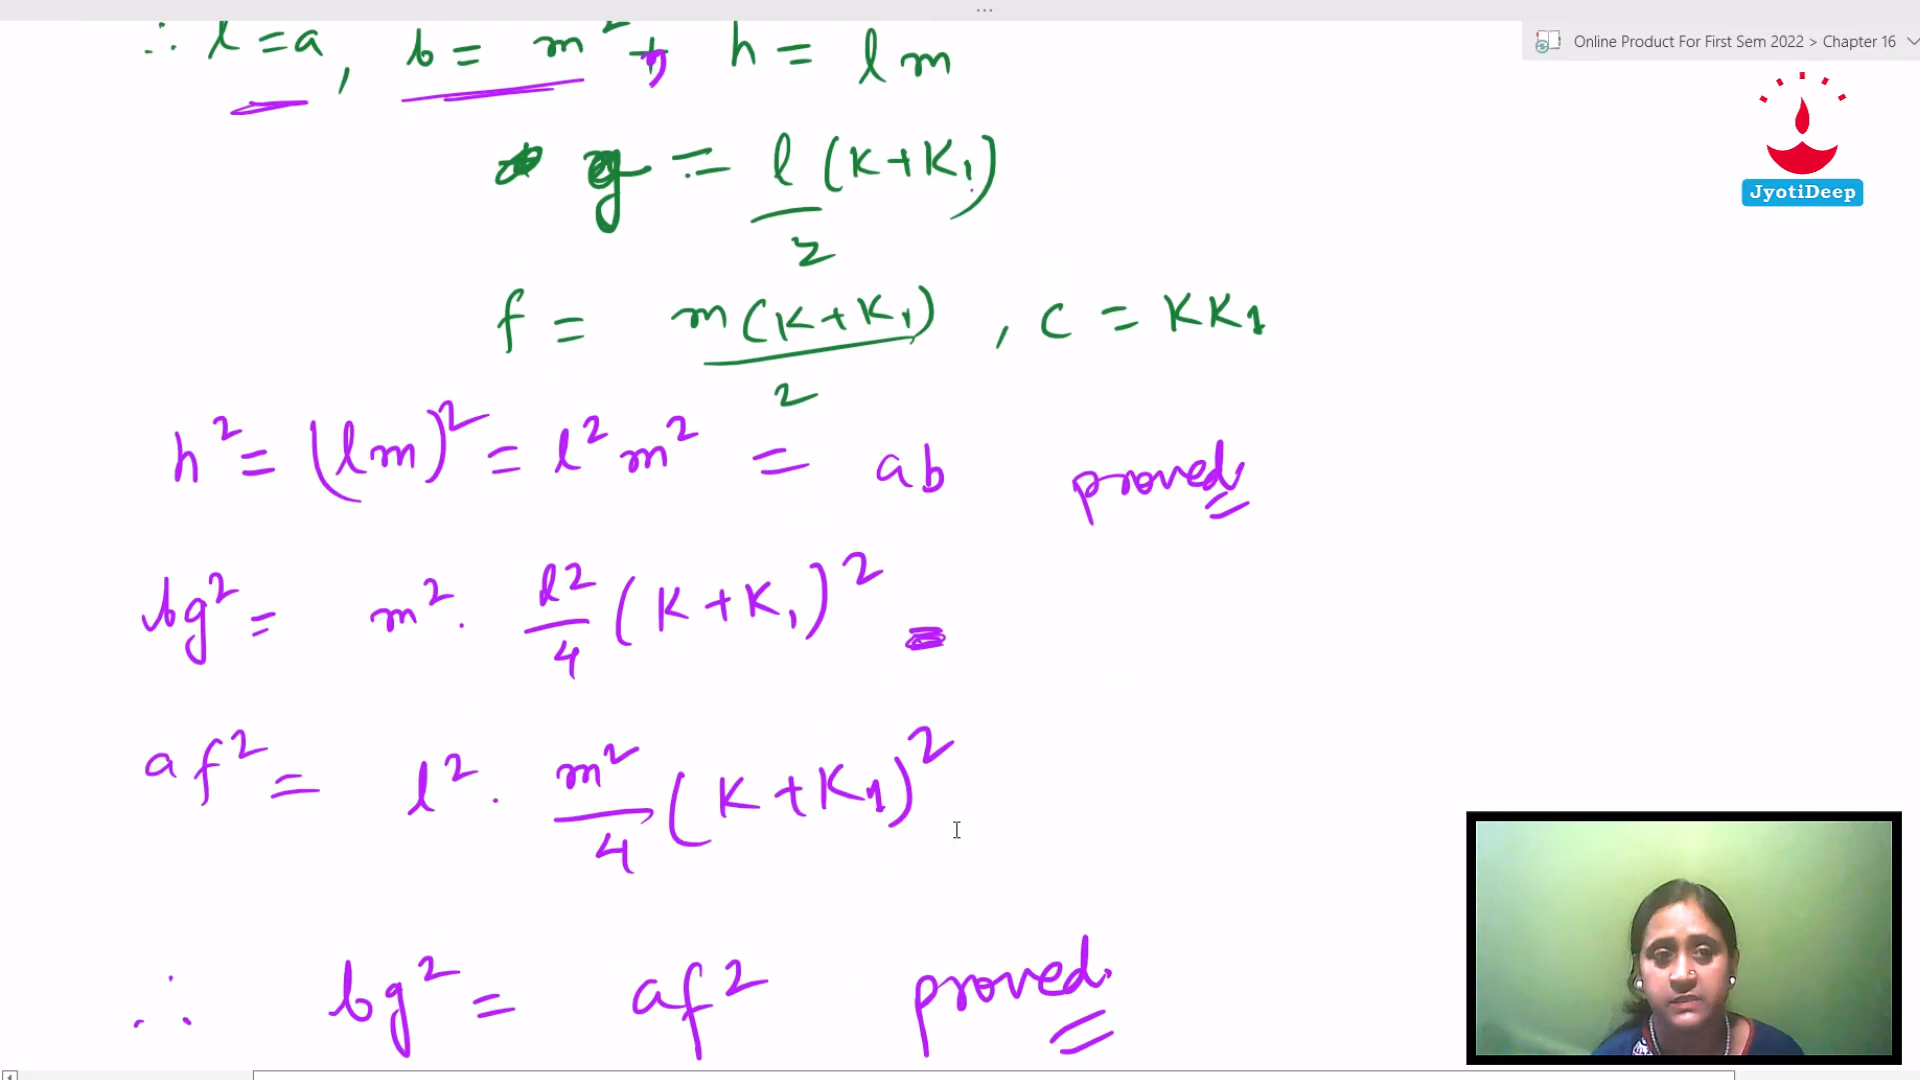 ...
Online Product For First Sem 2022 > Chapter 16
∴ l = a, b = m², h = lm
JyotiDeep
g = l/2 (K+K₁)
f = m(K+K₁)/2 , c = KK₁
h² = (lm)² = l²m² = ab proved
bg² = m² · l²/4 (K+K₁)²
af² = l² · m²/4 (K+K₁)²
∴ bg² = af² proved